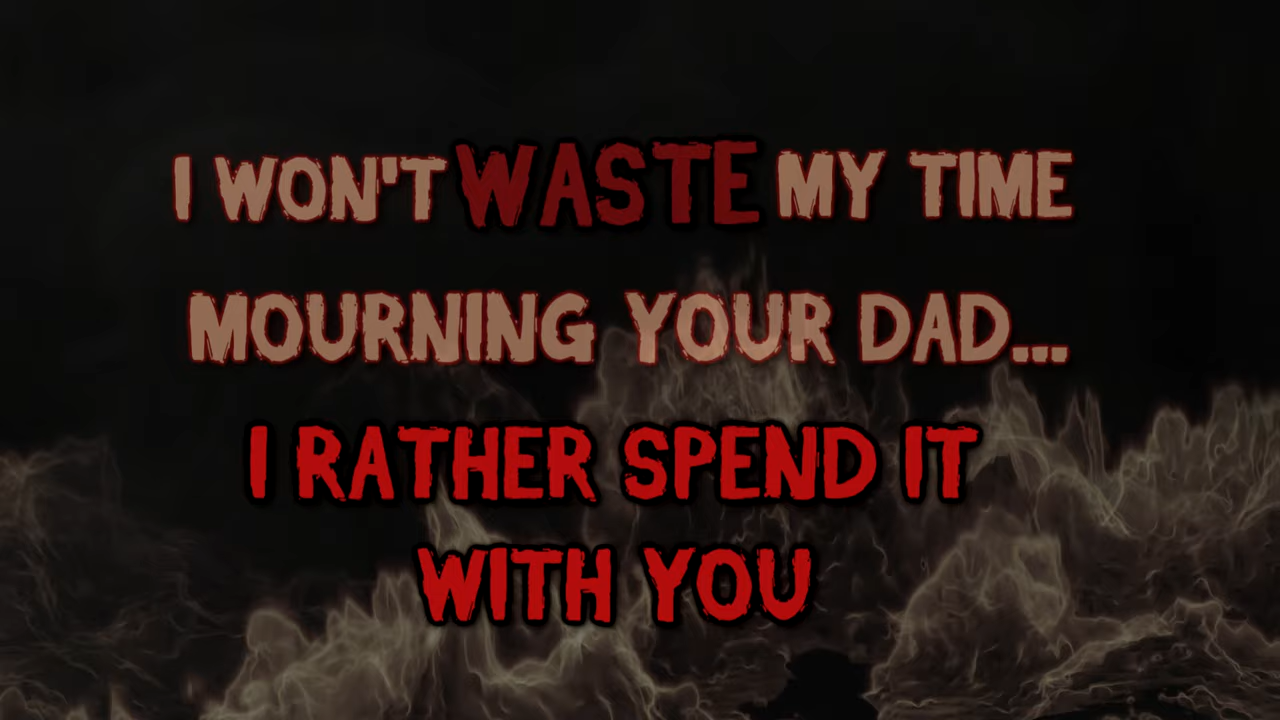 I WON'T WASTE MY TIME
MOURNING YOUR DAD...
I RATHER SPEND IT
WITH YOU